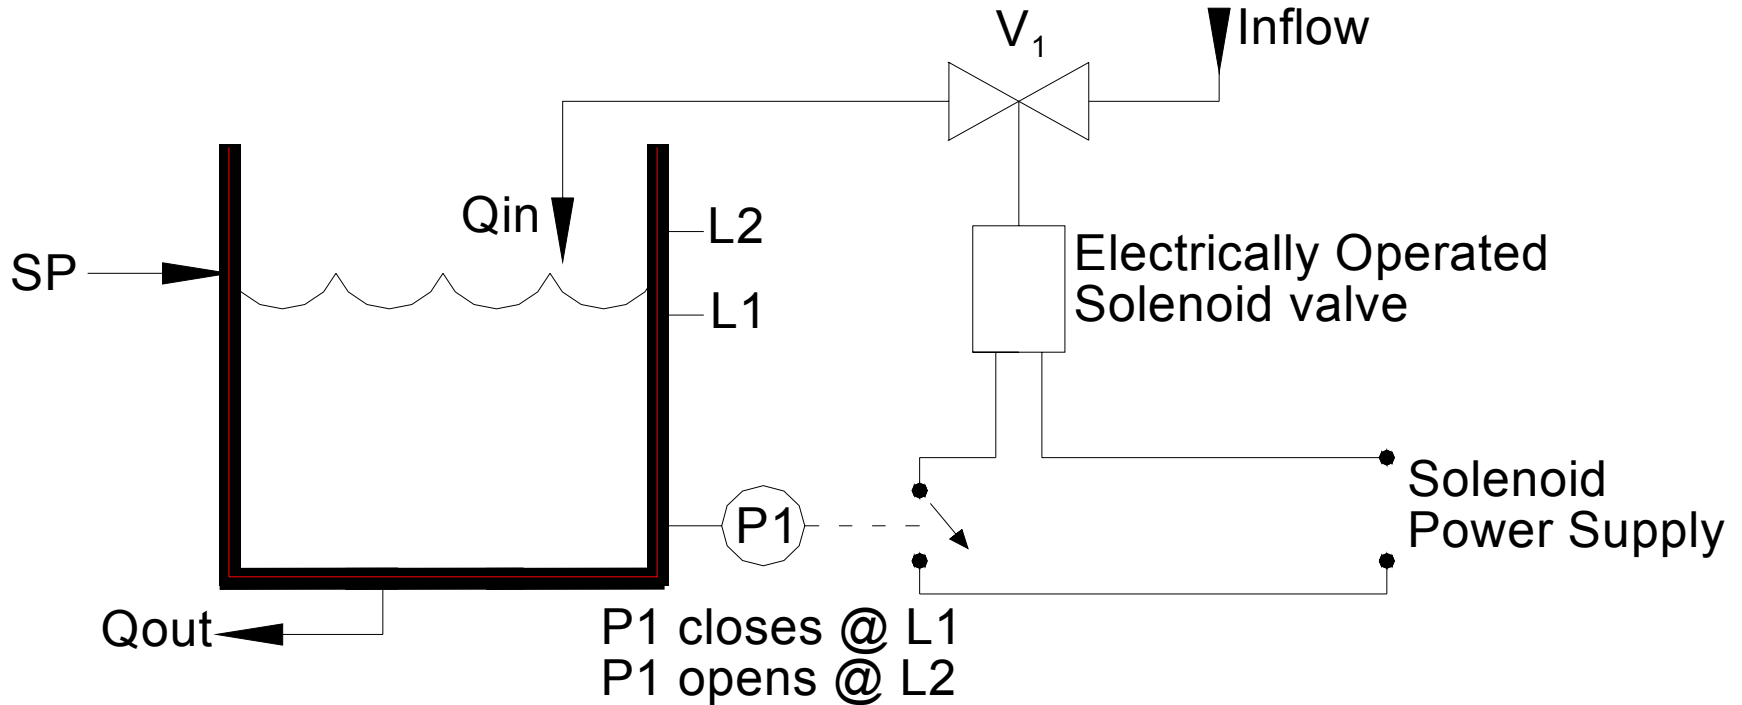 V₁
Inflow
Qin
L2
SP
L1
Electrically Operated
Solenoid valve
P1
Solenoid
Power Supply
Qout
P1 closes @ L1
P1 opens @ L2